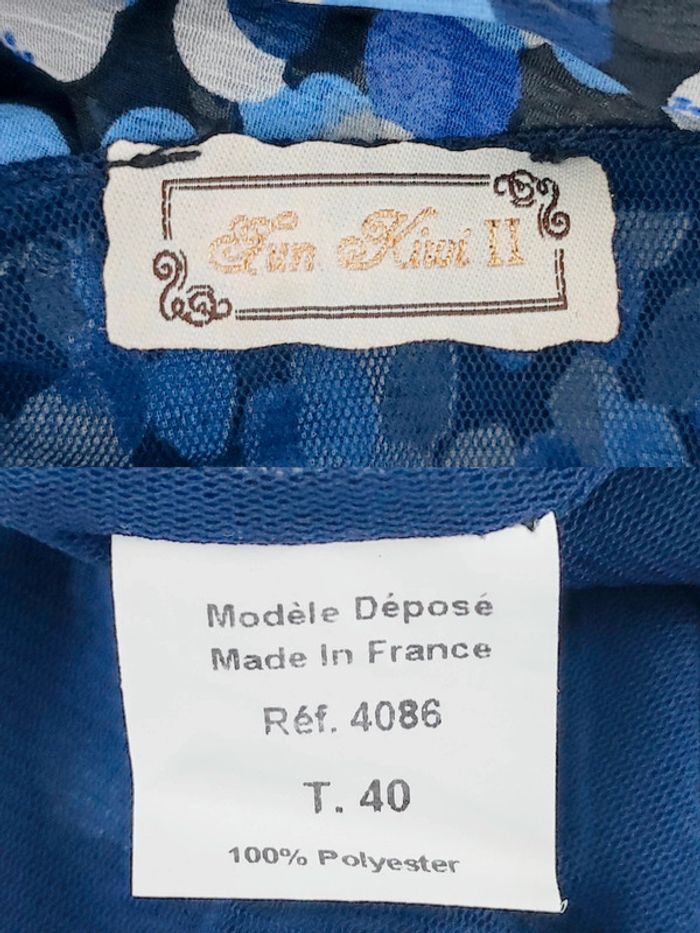 Fun Kiwi II
Modèle Déposé
Made In France
Réf. 4086
T. 40
100% Polyester